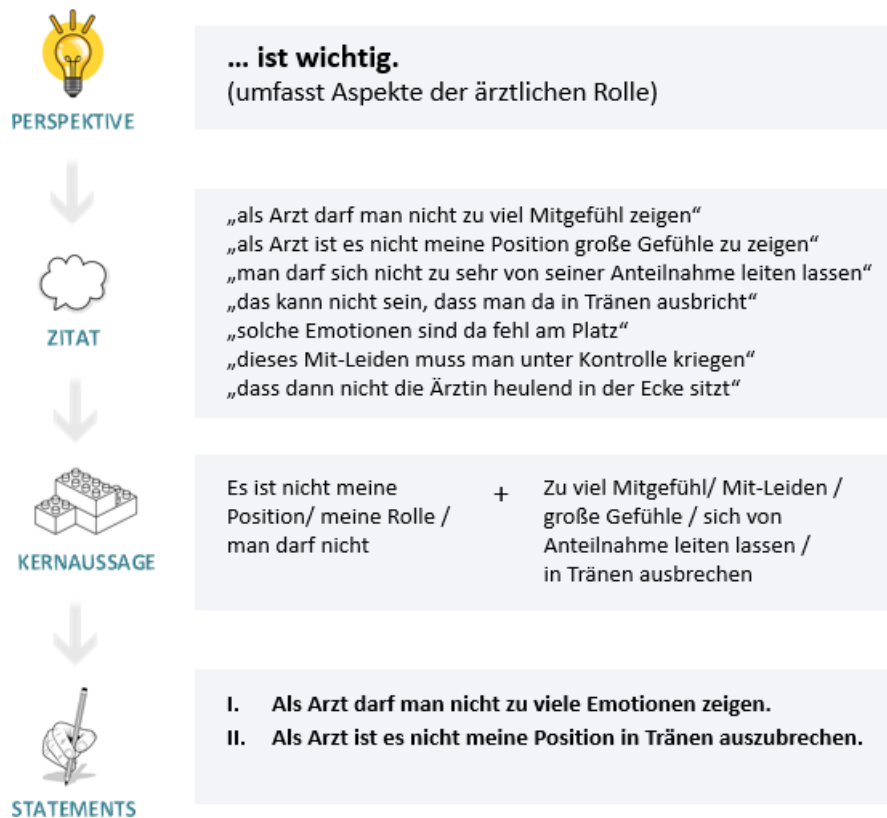 PERSPEKTIVE
... ist wichtig.
(umfasst Aspekte der ärztlichen Rolle)
ZITAT
„als Arzt darf man nicht zu viel Mitgefühl zeigen“
„als Arzt ist es nicht meine Position große Gefühle zu zeigen“
„man darf sich nicht zu sehr von seiner Anteilnahme leiten lassen“
„das kann nicht sein, dass man da in Tränen ausbricht“
„solche Emotionen sind da fehl am Platz“
„dieses Mit-Leiden muss man unter Kontrolle kriegen“
„dass dann nicht die Ärztin heulend in der Ecke sitzt“
KERNAUSSAGE
Es ist nicht meine
Position/ meine Rolle /
man darf nicht
+
Zu viel Mitgefühl/ Mit-Leiden /
große Gefühle / sich von
Anteilnahme leiten lassen /
in Tränen ausbrechen
STATEMENTS
I. Als Arzt darf man nicht zu viele Emotionen zeigen.
II. Als Arzt ist es nicht meine Position in Tränen auszubrechen.